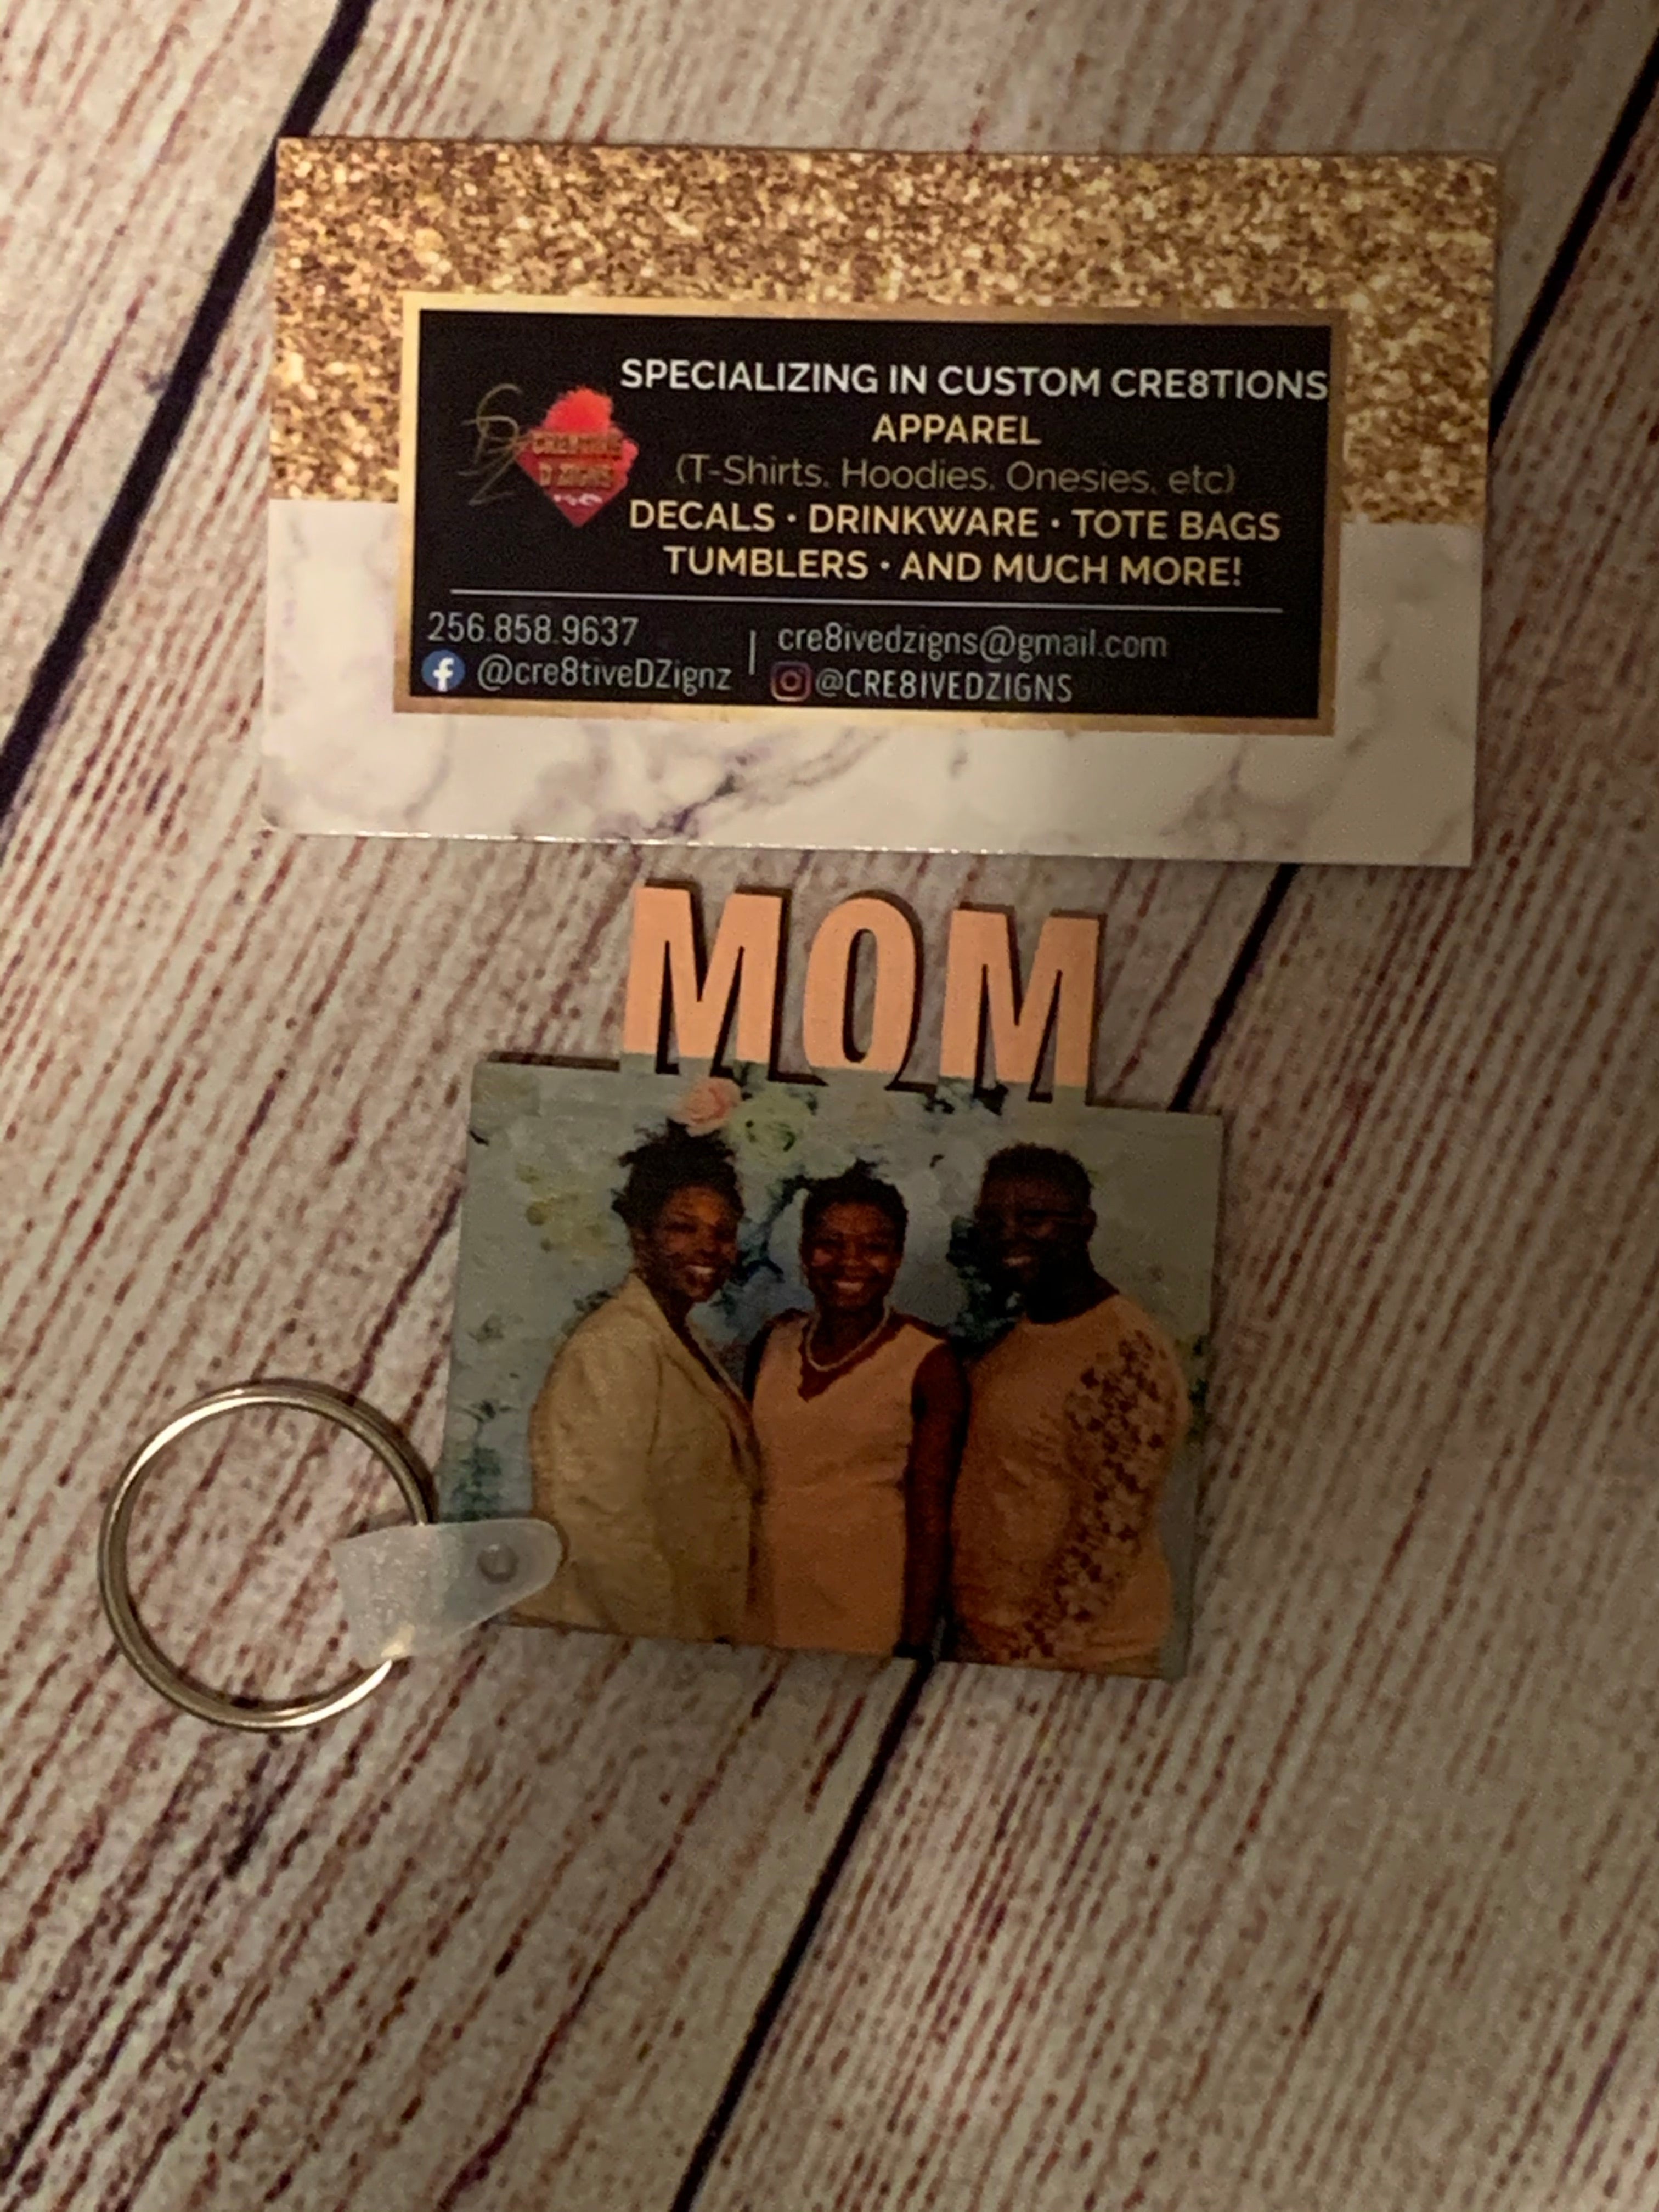 SPECIALIZING IN CUSTOM CRE8TIONS
APPAREL
(T-Shirts, Hoodies, Onesies, etc)
DECALS • DRINKWARE • TOTE BAGS
TUMBLERS • AND MUCH MORE!
256.858.9637
@cre8tiveDZignz
cre8ivedzigns@gmail.com
@CRE8IVEDZIGNS
D'ZIGNS
MOM